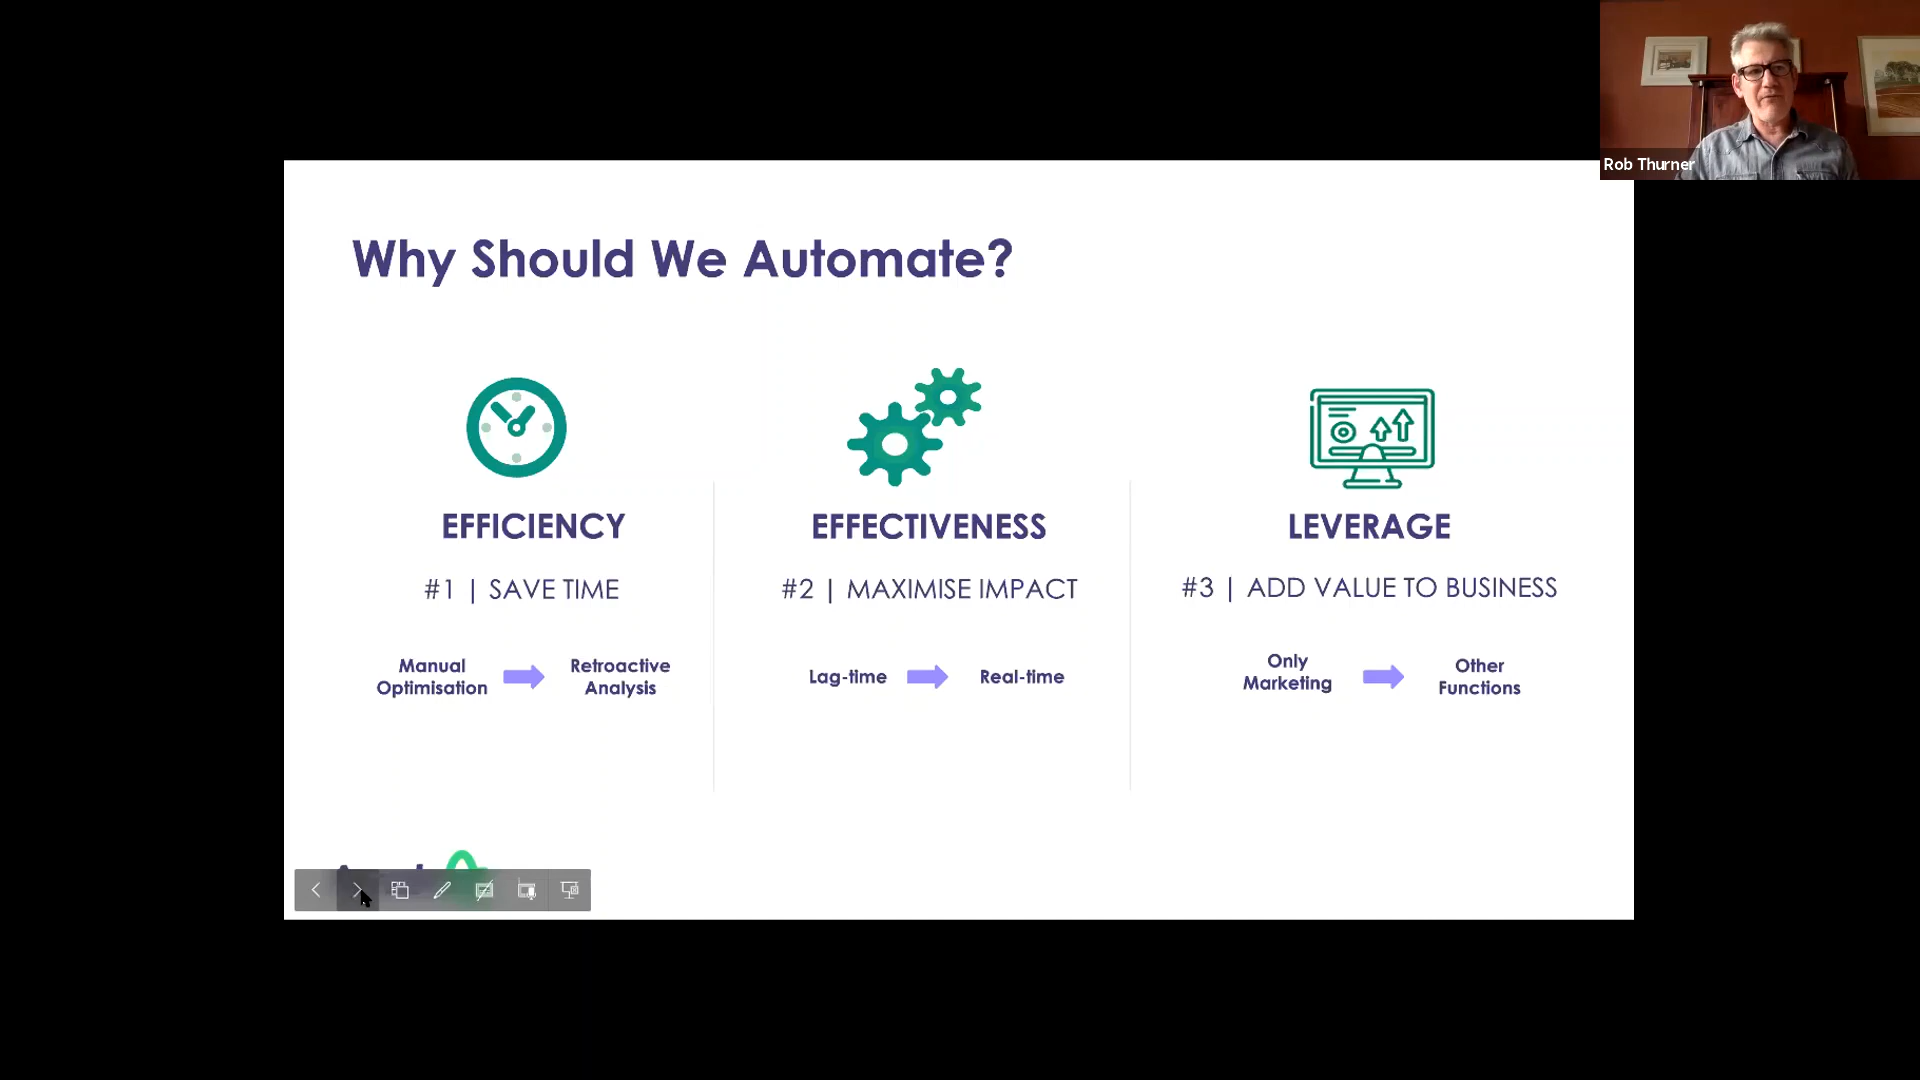 Rob Thurner
Why Should We Automate?
EFFICIENCY
#1 | SAVE TIME
Manual
Optimisation
Retroactive
Analysis
EFFECTIVENESS
#2 | MAXIMISE IMPACT
Lag-time
Real-time
LEVERAGE
#3 | ADD VALUE TO BUSINESS
Only
Marketing
Other
Functions